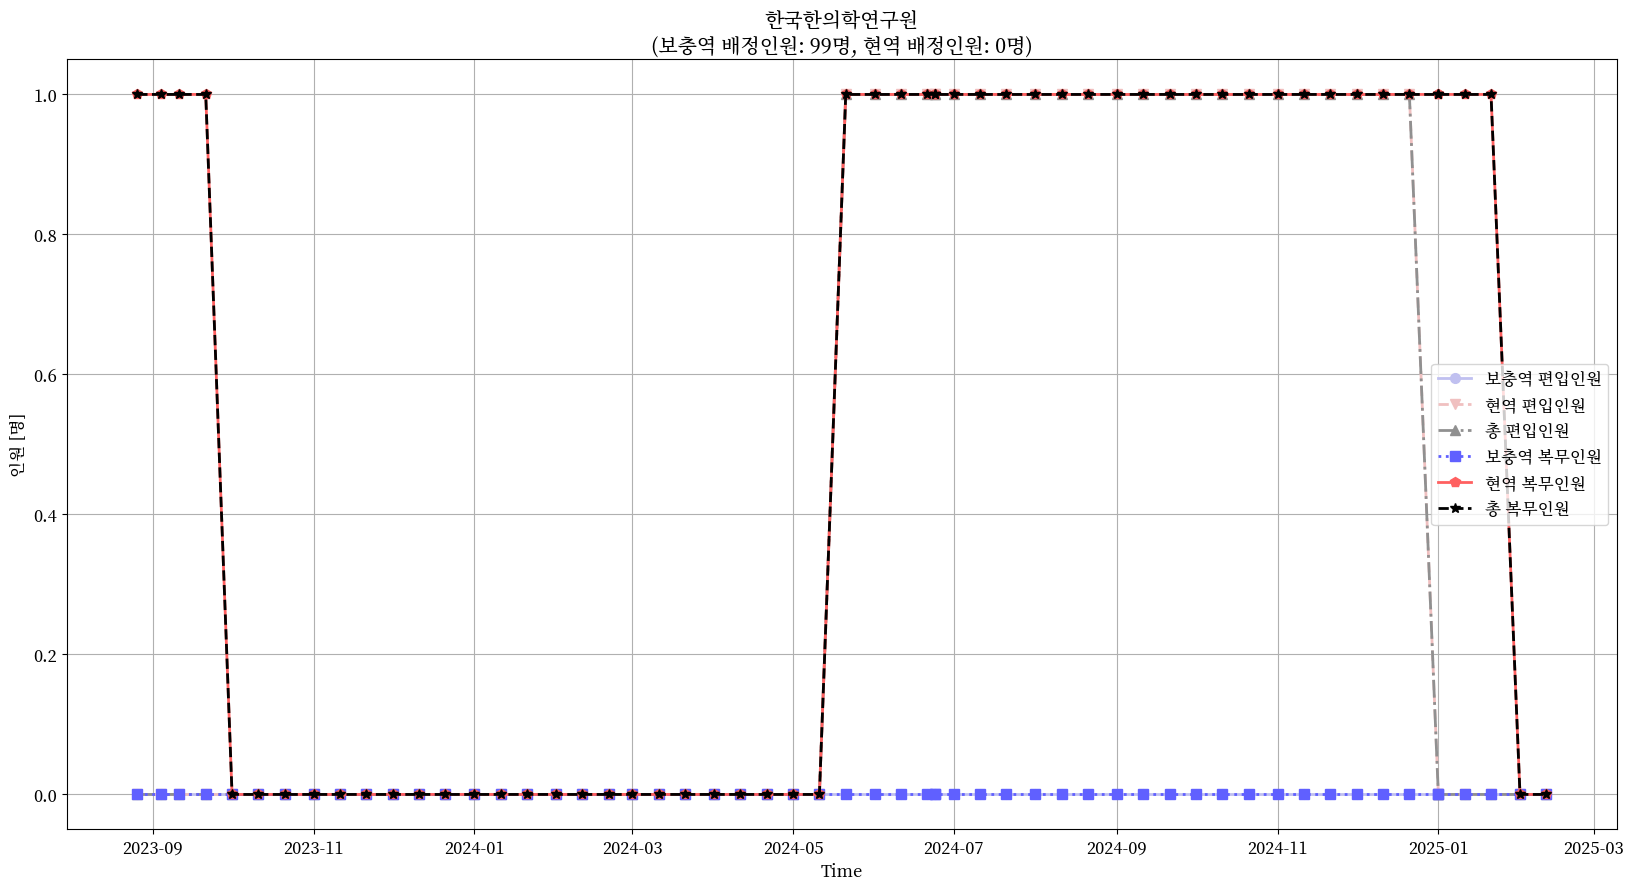 한국한의학연구원
(보충역 배정인원: 99명, 현역 배정인원: 0명)
인원 [명]
1.0
0.8
0.6
0.4
0.2
0.0
보충역 편입인원
현역 편입인원
총 편입인원
보충역 복무인원
현역 복무인원
총 복무인원
2023-09 2023-11 2024-01 2024-03 2024-05 2024-07 2024-09 2024-11 2025-01 2025-03
Time